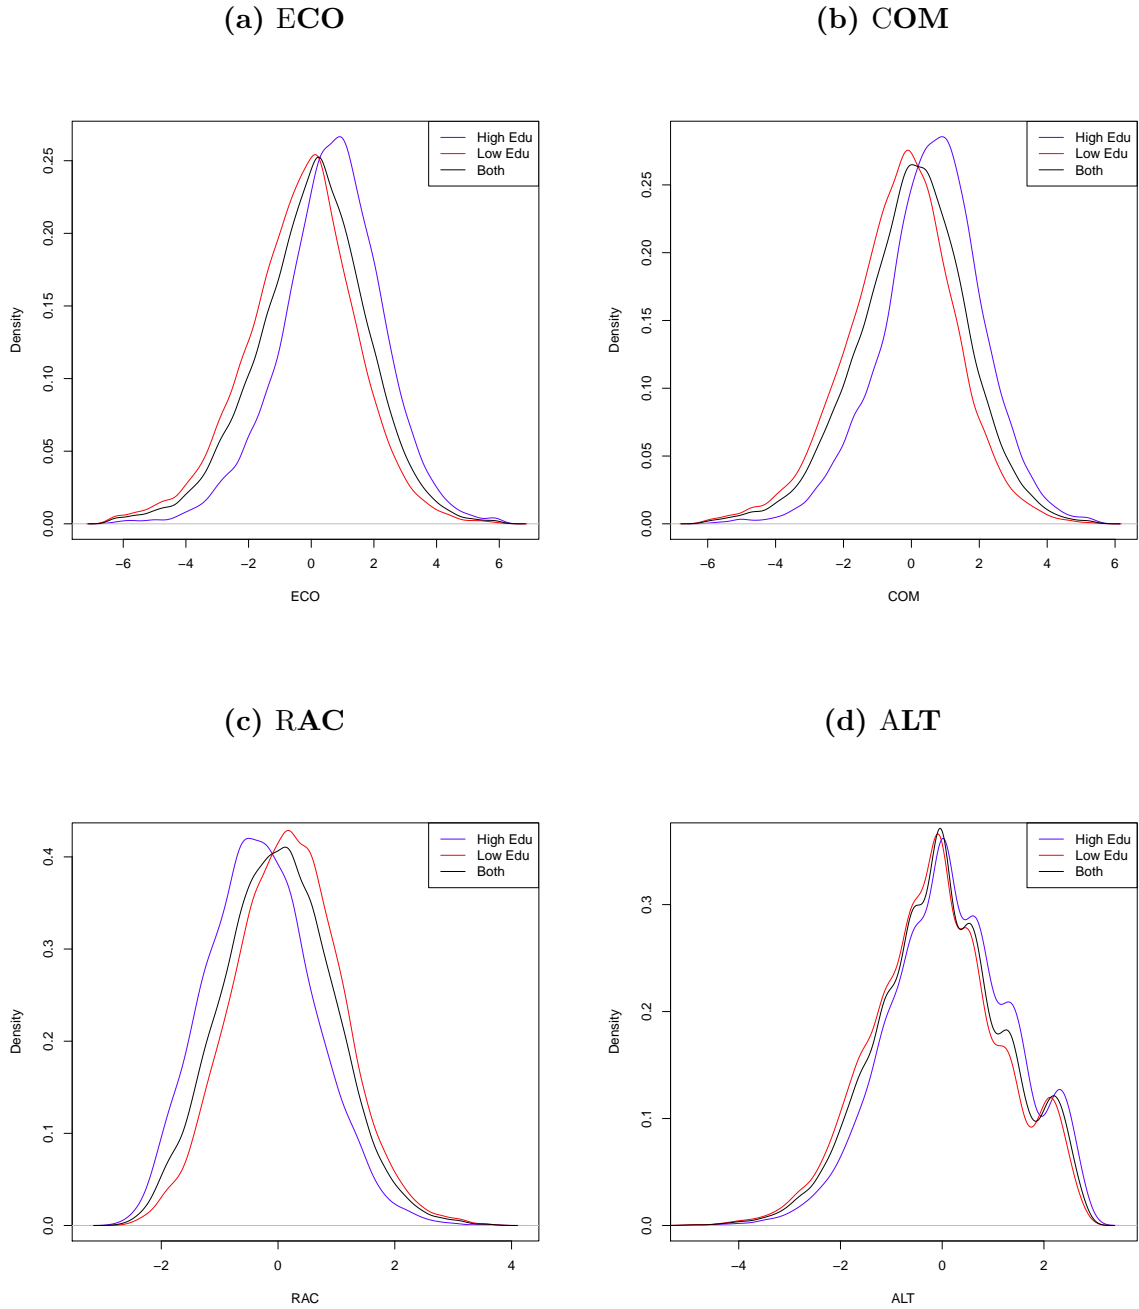 (a) ECO
High Edu
Low Edu
Both
Density
0.00 0.05 0.10 0.15 0.20 0.25
−6 −4 −2 0 2 4 6
ECO
(b) COM
High Edu
Low Edu
Both
Density
0.00 0.05 0.10 0.15 0.20 0.25
−6 −4 −2 0 2 4 6
COM
(c) RAC
High Edu
Low Edu
Both
Density
0.0 0.1 0.2 0.3 0.4
−2 0 2 4
RAC
(d) ALT
High Edu
Low Edu
Both
Density
0.0 0.1 0.2 0.3
−4 −2 0 2
ALT